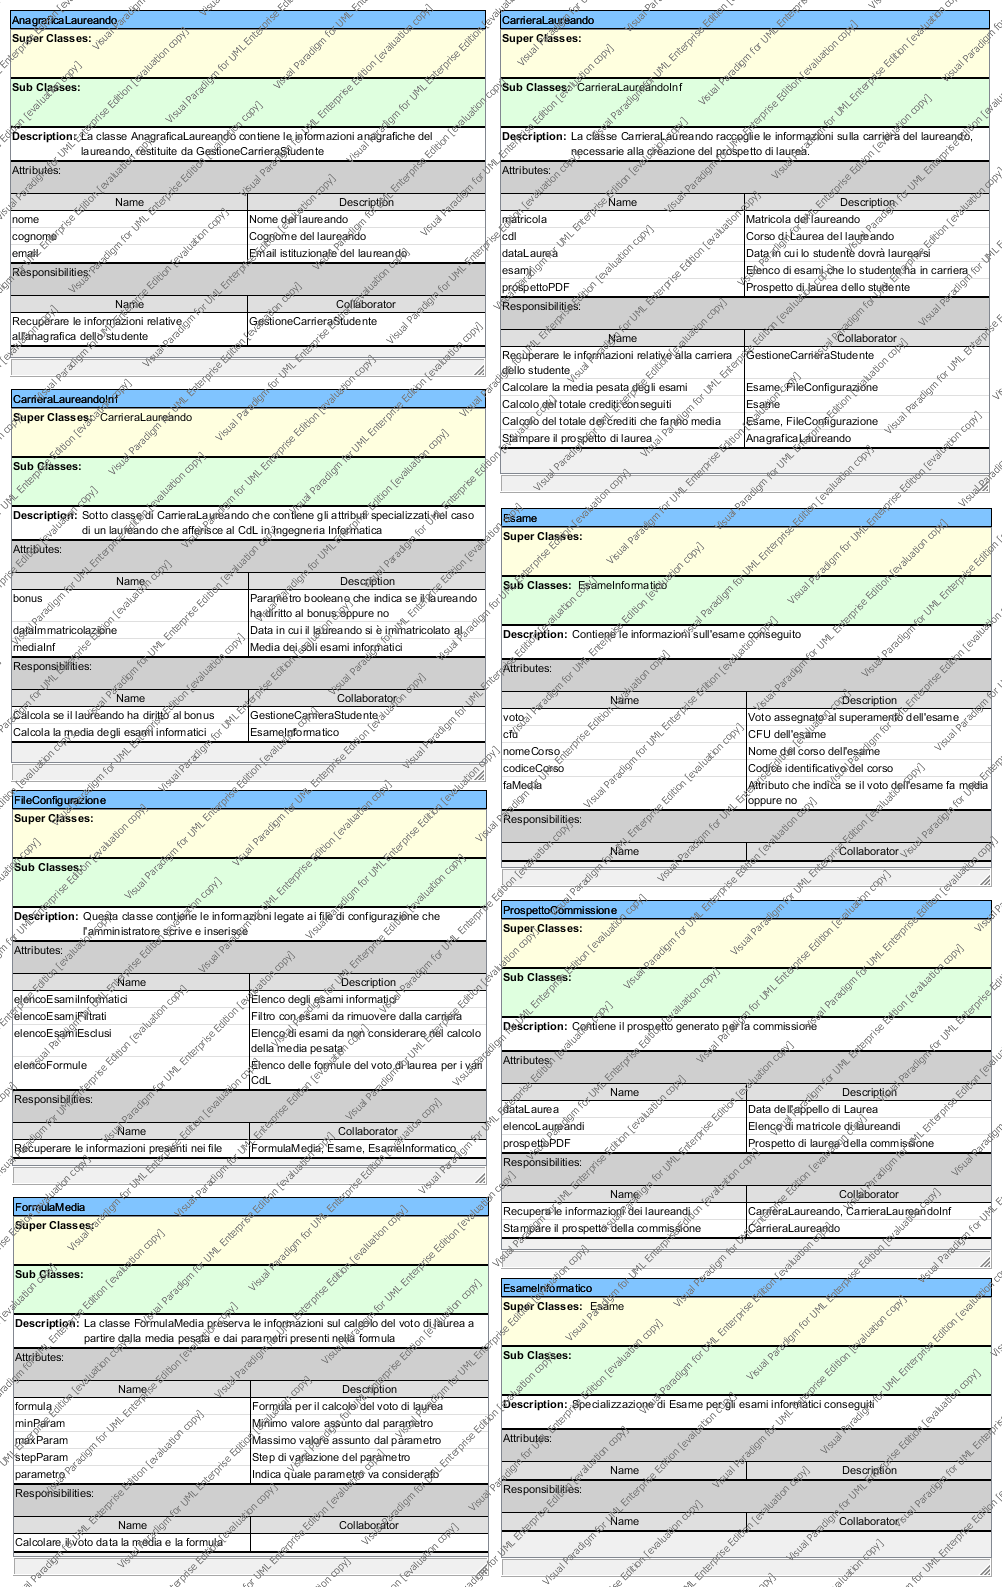 AnagraficaLaureando
Super Classes:
Sub Classes:
Description: La classe AnagraficaLaureando contiene le informazioni anagrafiche del
laureando, restituite da GestioneCarrieraStudente
Attributes:
Name Description
nome Nome del laureando
cognome Cognome del laureando
email Email istituzionale del laureando
Responsibilities:
Name Collaborator
Recuperare le informazioni relative GestioneCarrieraStudente
all'anagrafica dello studente
CarrieraLaureandoInf
Super Classes: CarrieraLaureando
Sub Classes:
Description: Sotto classe di CarrieraLaureando che contiene gli attributi specializzati nel caso
di un laureando che afferisce al CdL in Ingegneria Informatica
Attributes:
Name Description
bonus Parametro booleano che indica se il laureando
ha diritto al bonus oppure no
dataImmatricolazione Data in cui il laureando si è immatricolato al
mediaInf Media dei soli esami informatici
Responsibilities:
Name Collaborator
Calcola se il laureando ha diritto al bonus GestioneCarrieraStudente
Calcola la media degli esami informatici EsameInformatico
FileConfigurazione
Super Classes:
Sub Classes:
Description: Questa classe contiene le informazioni legate ai file di configurazione che
l'amministratore scrive e inserisce
Attributes:
Name Description
elencoEsamiInformatici Elenco degli esami informatici
elencoEsamiFiltrati Filtro con esami da rimuovere dalla carriera
elencoEsamiEsclusi Elenco di esami da non considerare nel calcolo
della media pesata
elencoFormule Elenco delle formule del voto di laurea per i vari
CdL
Responsibilities:
Name Collaborator
Recuperare le informazioni presenti nei file FormulaMedia, Esame, EsameInformatico
FormulaMedia
Super Classes:
Sub Classes:
Description: La classe FormulaMedia preserva le informazioni sul calcolo del voto di laurea a
partire dalla media pesata e dai parametri presenti nella formula
Attributes:
Name Description
formula Formula per il calcolo del voto di laurea
minParam Minimo valore assunto dal parametro
maxParam Massimo valore assunto dal parametro
stepParam Step di variazione del parametro
parametro Indica quale parametro va considerato
Responsibilities:
Name Collaborator
Calcolare il voto data la media e la formula
CarrieraLaureando
Super Classes:
Sub Classes: CarrieraLaureandoInf
Description: La classe CarrieraLaureando raccoglie le informazioni sulla carriera del laureando,
necessarie alla creazione del prospetto di laurea.
Attributes:
Name Description
matricola Matricola del laureando
cdl Corso di Laurea del laureando
dataLaurea Data in cui lo studente dovrà laurearsi
esami Elenco di esami che lo studente ha in carriera
prospettoPDF Prospetto di laurea dello studente
Responsibilities:
Name Collaborator
Recuperare le informazioni relative alla carriera GestioneCarrieraStudente
dello studente
Calcolare la media pesata degli esami Esame, FileConfigurazione
Calcolo del totale crediti conseguiti Esame
Calcolo del totale dei crediti che fanno media Esame, FileConfigurazione
Stampare il prospetto di laurea AnagraficaLaureando
Esame
Super Classes:
Sub Classes: EsameInformatico
Description: Contiene le informazioni sull'esame conseguito
Attributes:
Name Description
voto Voto assegnato al superamento dell'esame
cfu CFU dell'esame
nomeCorso Nome del corso dell'esame
codiceCorso Codice identificativo del corso
faMedia Attributo che indica se il voto dell'esame fa media
oppure no
Responsibilities:
Name Collaborator
ProspettoCommissione
Super Classes:
Sub Classes:
Description: Contiene il prospetto generato per la commissione
Attributes:
Name Description
dataLaurea Data dell'appello di Laurea
elencoLaureandi Elenco di matricole di laureandi
prospettoPDF Prospetto di laurea della commissione
Responsibilities:
Name Collaborator
Recupera le informazioni dei laureandi CarrieraLaureando, CarrieraLaureandoInf
Stampare il prospetto della commissione CarrieraLaureando
EsameInformatico
Super Classes: Esame
Sub Classes:
Description: Specializzazione di Esame per gli esami informatici conseguiti
Attributes:
Name Description
Responsibilities:
Name Collaborator
Visual Paradigm for UML Enterprise Edition [evaluation copy]